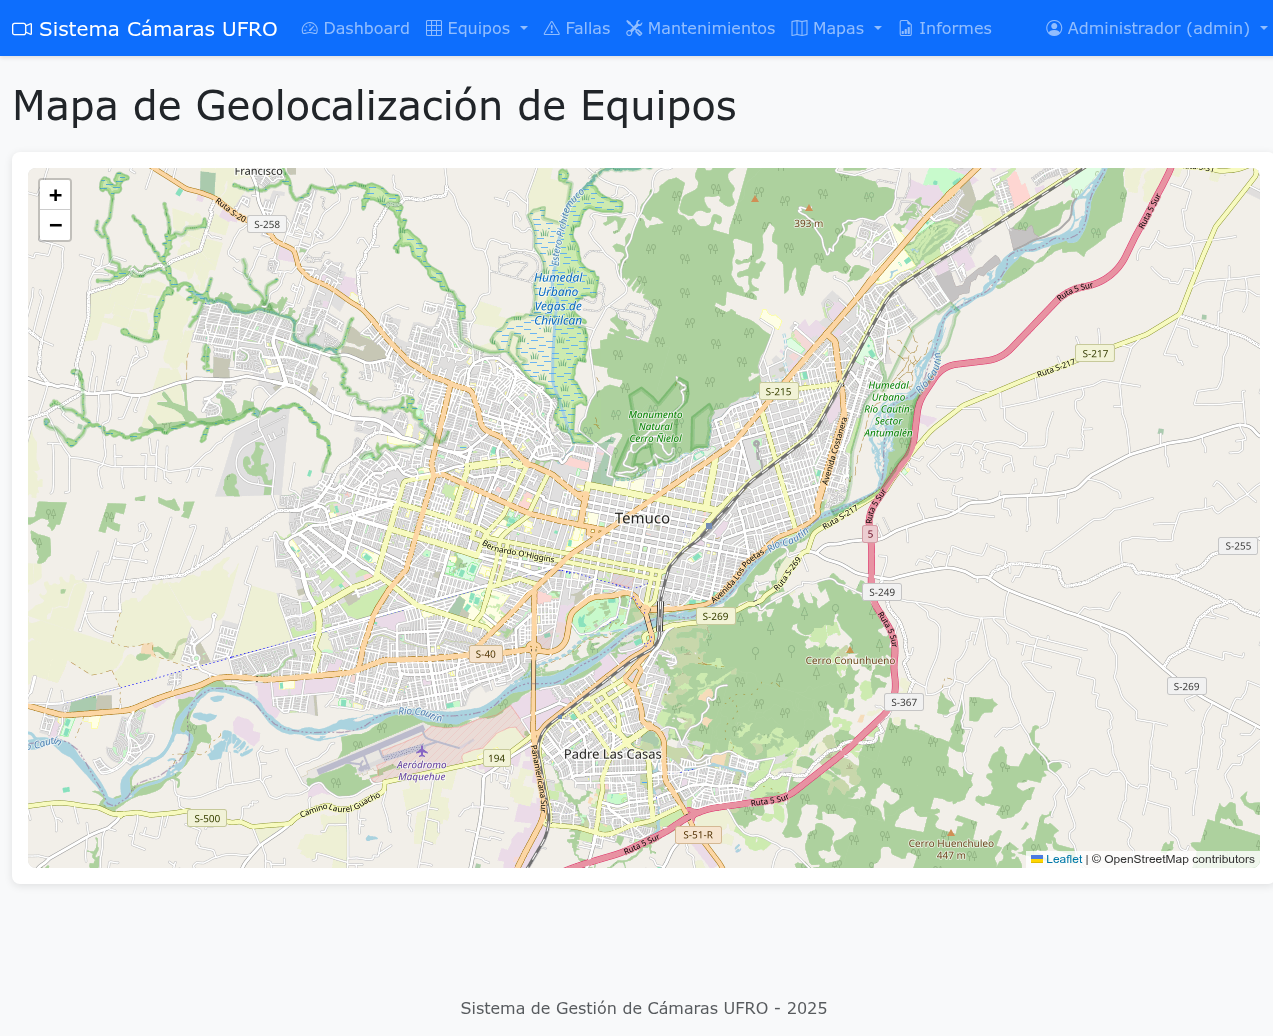 Sistema Cámaras UFRO Dashboard Equipos Fallas Mantenimientos Mapas Informes Administrador (admin)
Mapa de Geolocalización de Equipos
+
−
Francisco
Ruta S-20
S-258
Estero Pichitemuco
393 m
Ruta 5 Sur
Humedal
Urbano
Vegas de
Chivilcán
Ruta 5 Sur
S-217
Ruta S-217
Río Cautín
S-215
Humedal
Urbano
Río Cautín:
Sector
Antumalén
Monumento
Natural
Cerro Ñielol
Avenida Costanera
Ruta 5 Sur
Temuco
Ruta S-217
5
Río Cautín
S-255
Bernardo O'Higgins
Avenida Los Poetas
Ruta S-269
S-249
S-269
Ruta 5 Sur
S-40
Cerro Conunhueno
S-269
S-367
Río Cautín
Río Cautín
Padre Las Casas
194
Aeródromo
Maquehue
Panamericana Sur
Camino Laurel Guacho
Ruta 5 Sur
S-500
S-51-R
Ruta 5 Sur
Cerro Huenchuleo
447 m
Leaflet | © OpenStreetMap contributors
Sistema de Gestión de Cámaras UFRO - 2025